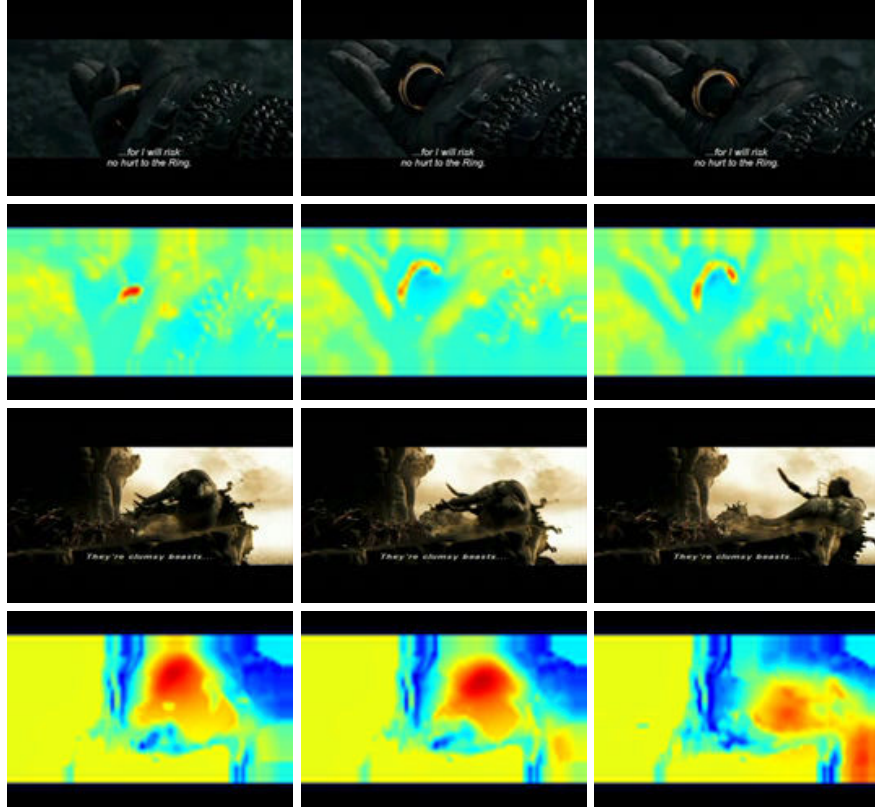 ...for I will risk
no hurt to the Ring.
...for I will risk
no hurt to the Ring.
...for I will risk
no hurt to the Ring.
They're clumsy beasts...
They're clumsy beasts...
They're clumsy beasts...